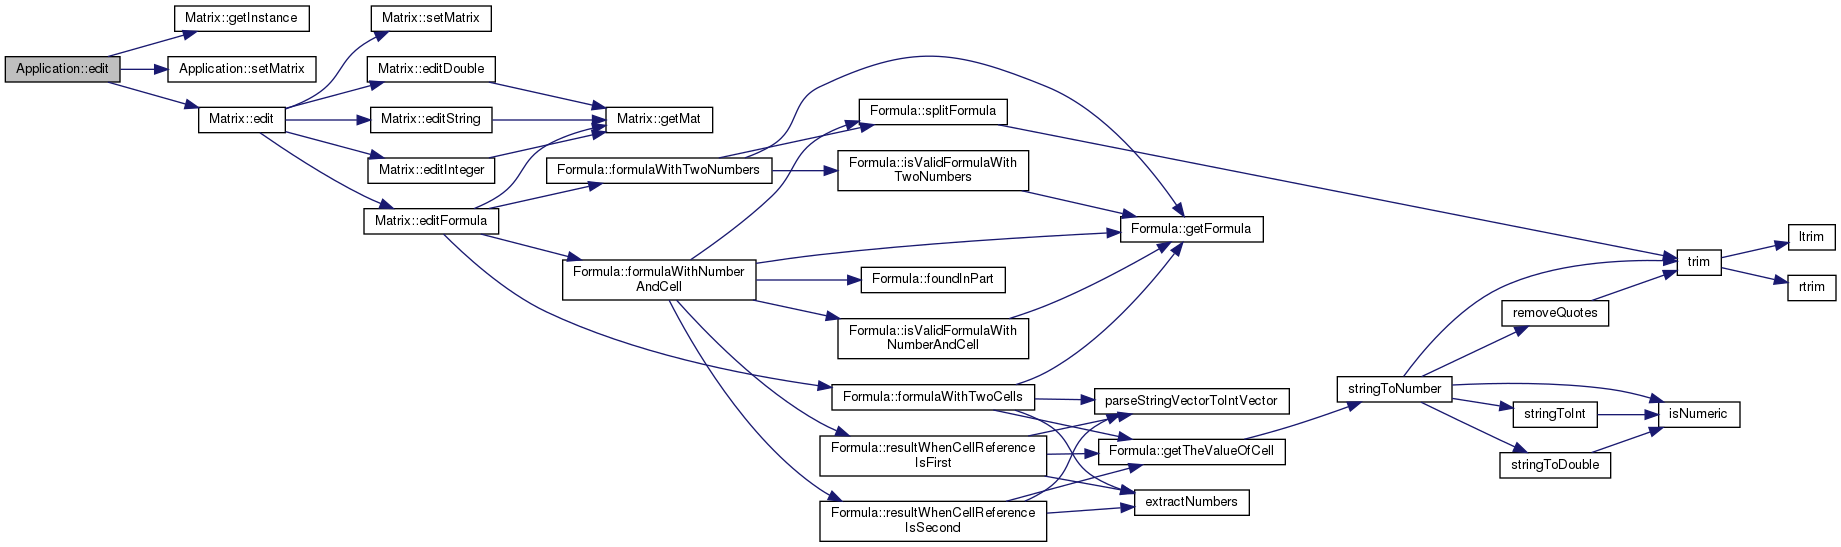 Application::edit
Matrix::getInstance
Application::setMatrix
Matrix::edit
Matrix::setMatrix
Matrix::editDouble
Matrix::editString
Matrix::editInteger
Matrix::editFormula
Matrix::getMat
Formula::formulaWithTwoNumbers
Formula::formulaWithNumber
AndCell
Formula::splitFormula
Formula::isValidFormulaWith
TwoNumbers
Formula::foundInPart
Formula::isValidFormulaWith
NumberAndCell
Formula::formulaWithTwoCells
Formula::resultWhenCellReference
IsFirst
Formula::resultWhenCellReference
IsSecond
Formula::getFormula
parseStringVectorToIntVector
Formula::getTheValueOfCell
extractNumbers
stringToNumber
removeQuotes
stringToInt
stringToDouble
trim
isNumeric
ltrim
rtrim